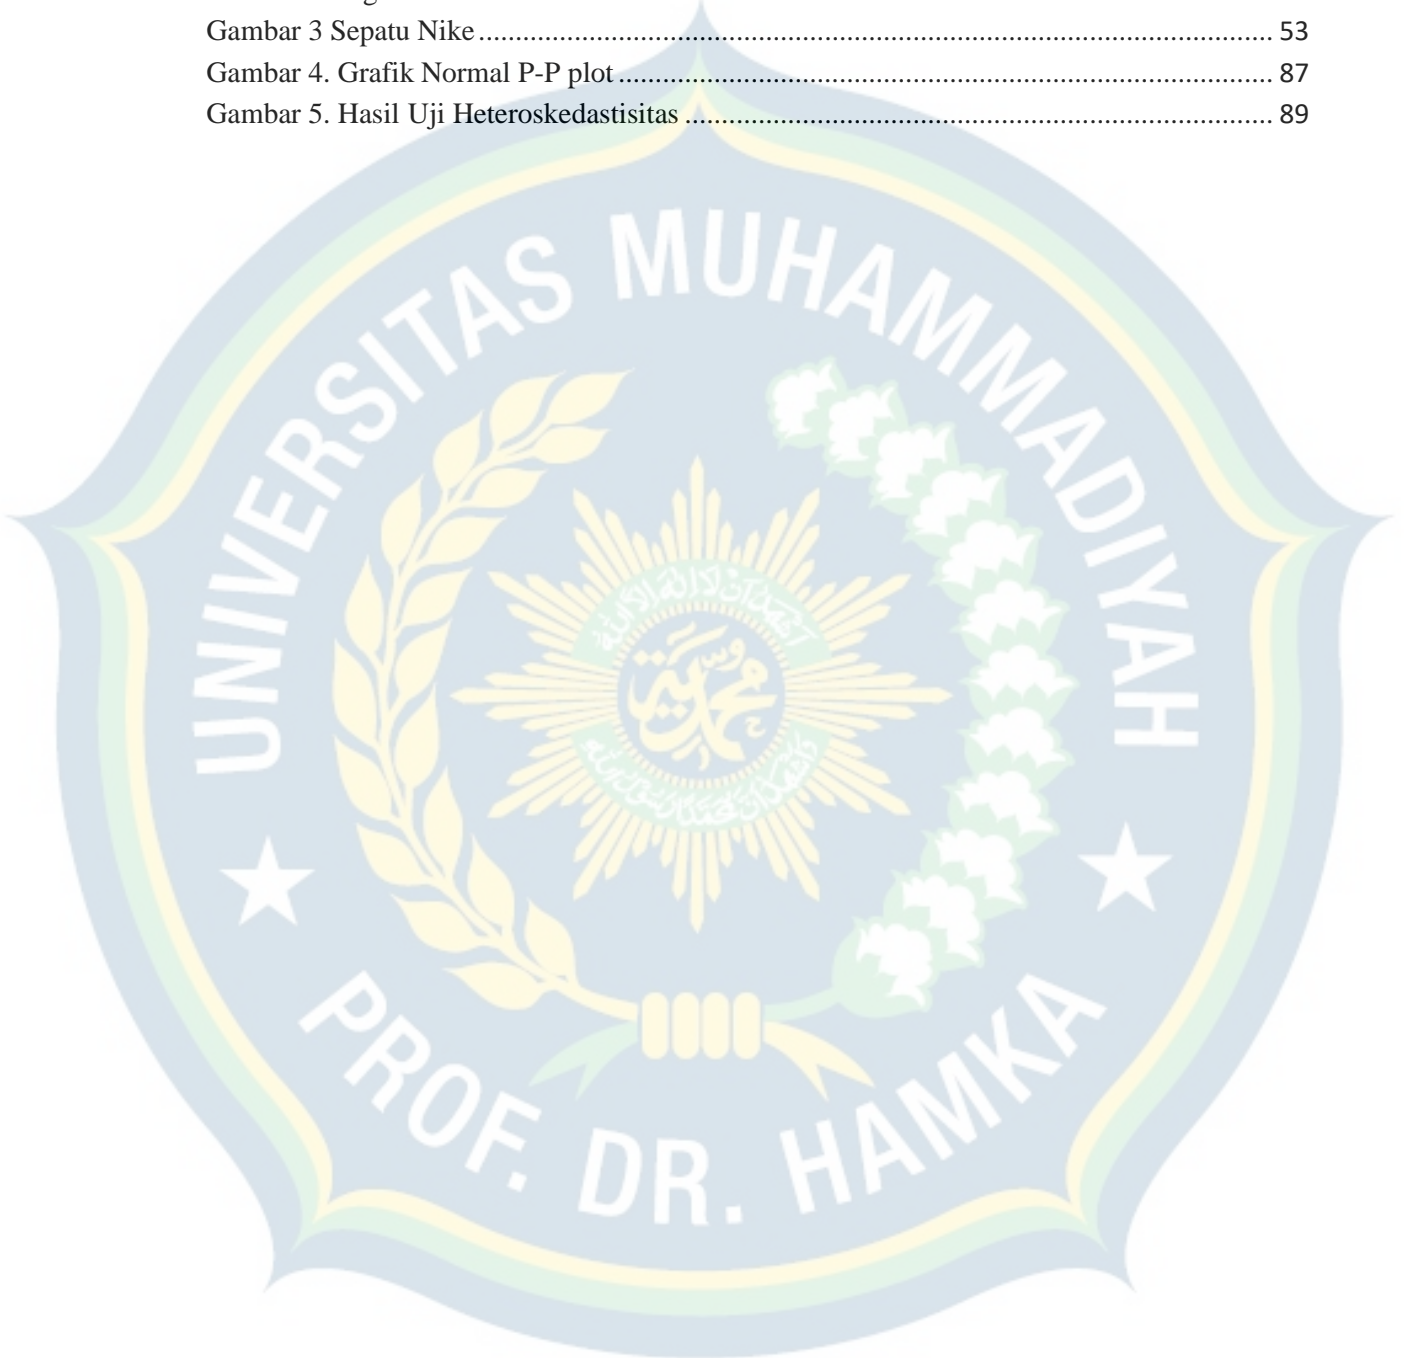 Gambar 3 Sepatu Nike 53
Gambar 4. Grafik Normal P-P plot 87
Gambar 5. Hasil Uji Heteroskedastisitas 89
UNIVERSITAS MUHAMMADIYAH
محمدية
PROF. DR. HAMKA